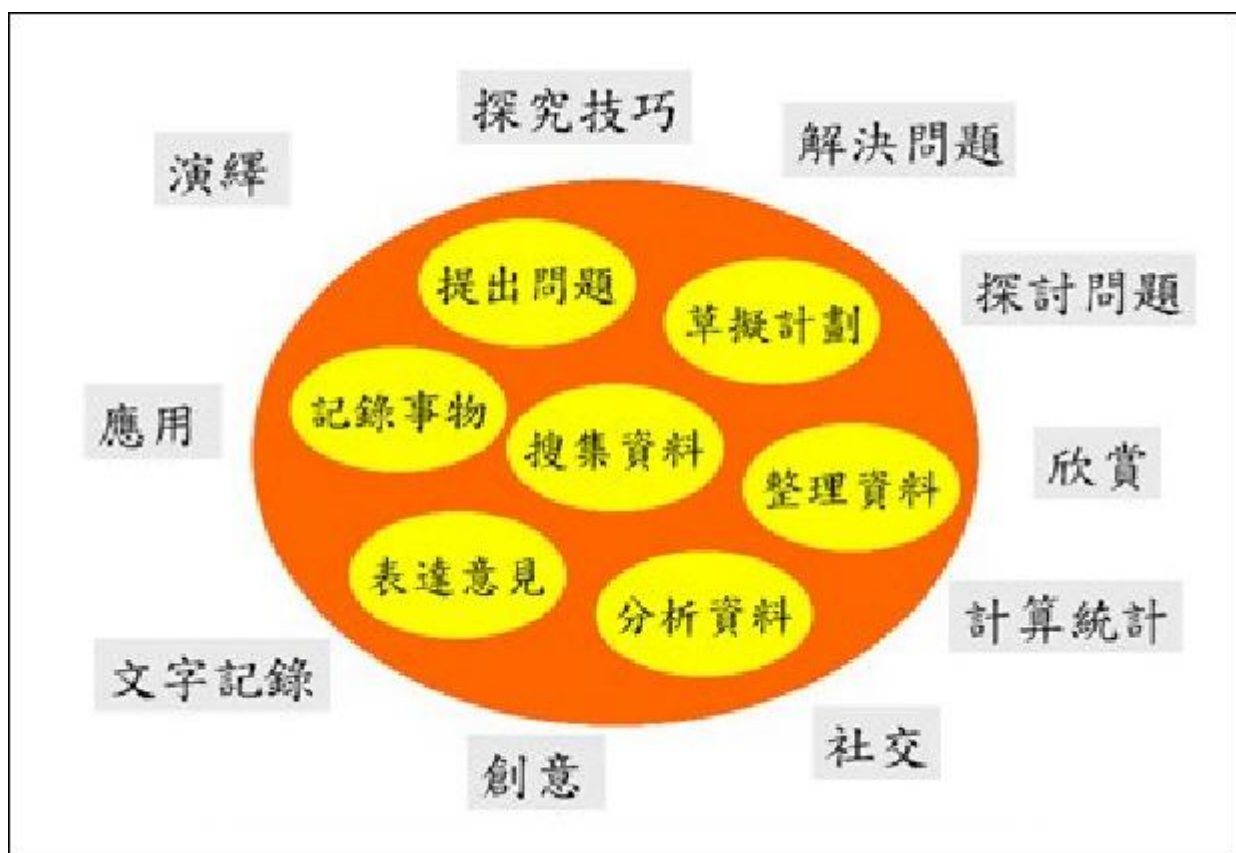 探究技巧
解決問題
演繹
提出問題
草擬計劃
探討問題
記錄事物
應用
搜集資料
欣賞
整理資料
表達意見
分析資料
計算統計
文字記錄
社交
創意